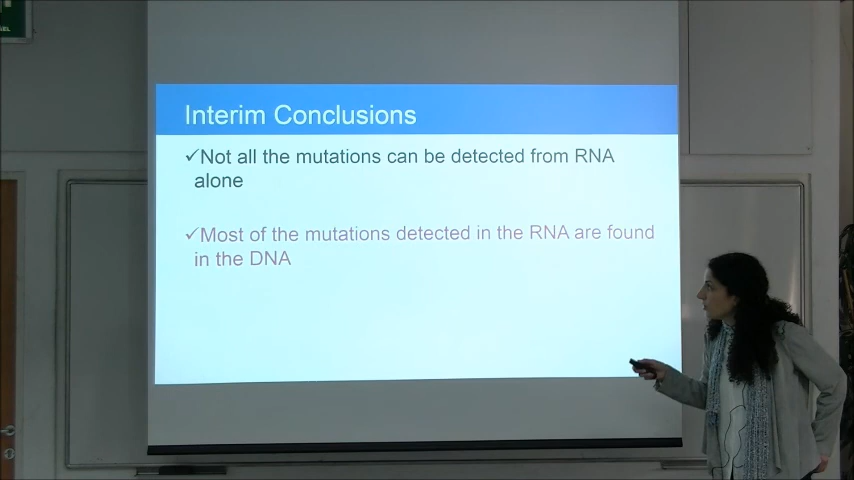 Interim Conclusions
✓Not all the mutations can be detected from RNA
alone
✓Most of the mutations detected in the RNA are found
in the DNA